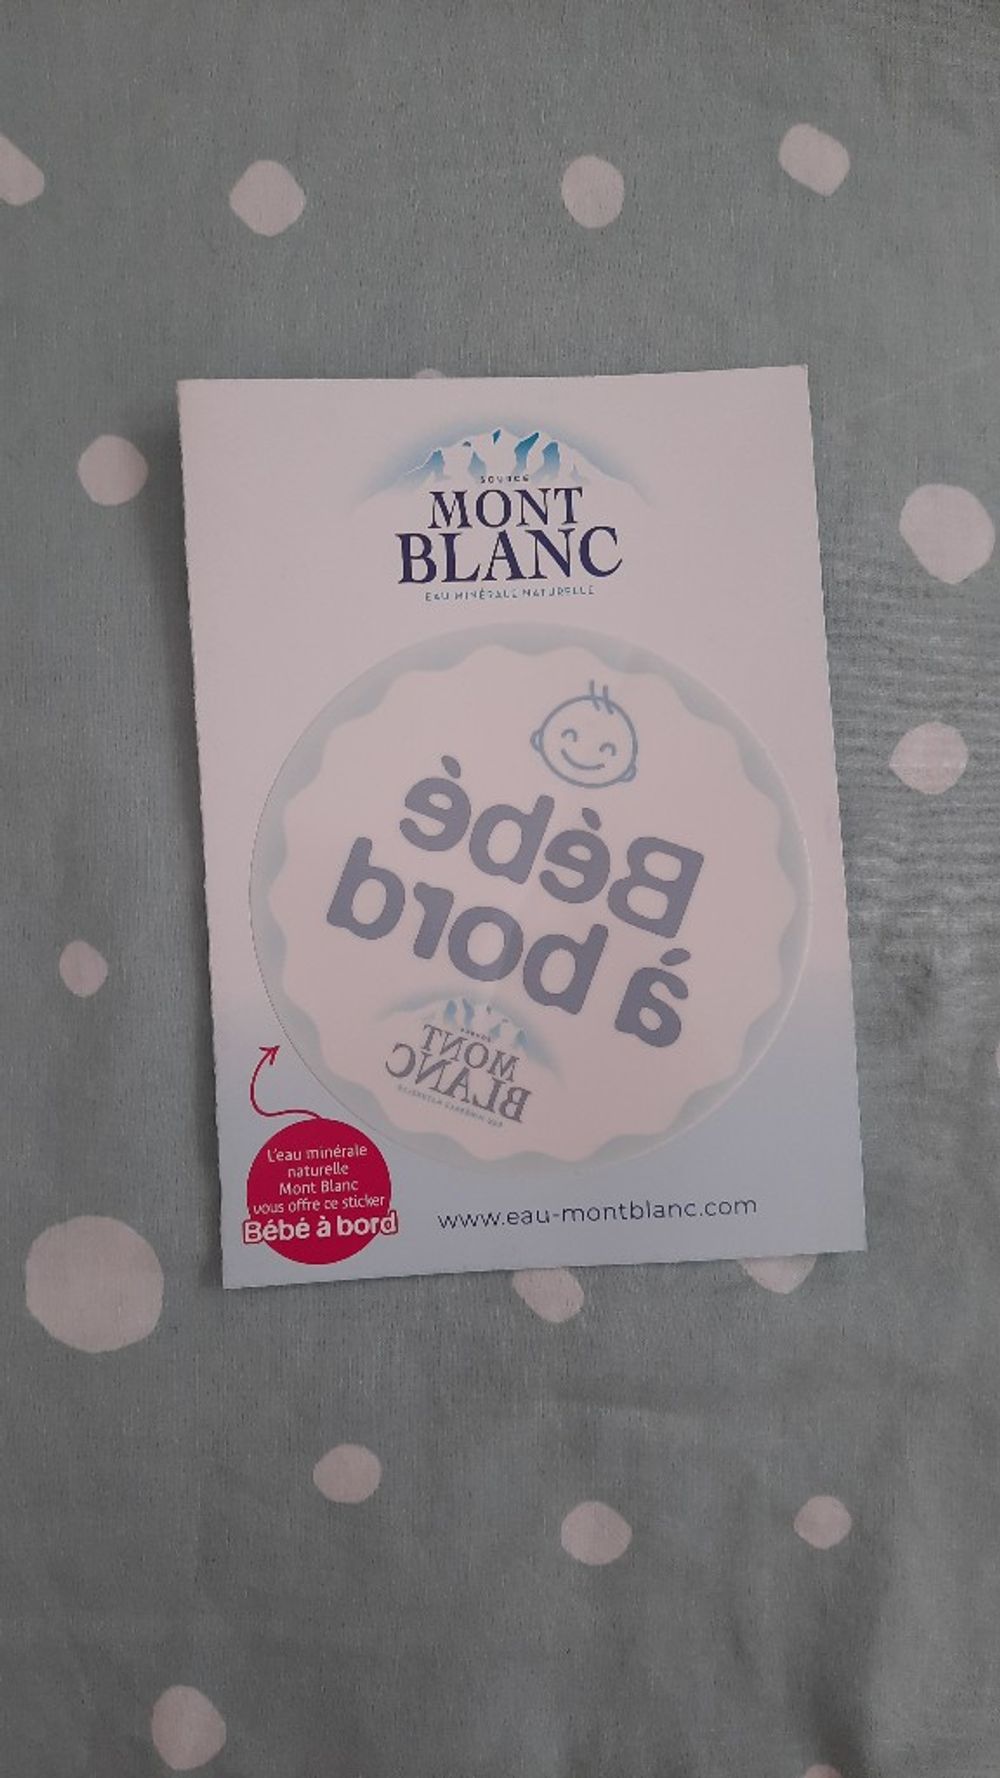 SOURCE
MONT
BLANC
EAU MINÉRALE NATURELLE
Bébé
à bord
SOURCE
MONT
BLANC
EAU MINÉRALE NATURELLE
L'eau minérale
naturelle
Mont Blanc
vous offre ce sticker
Bébé à bord
www.eau-montblanc.com